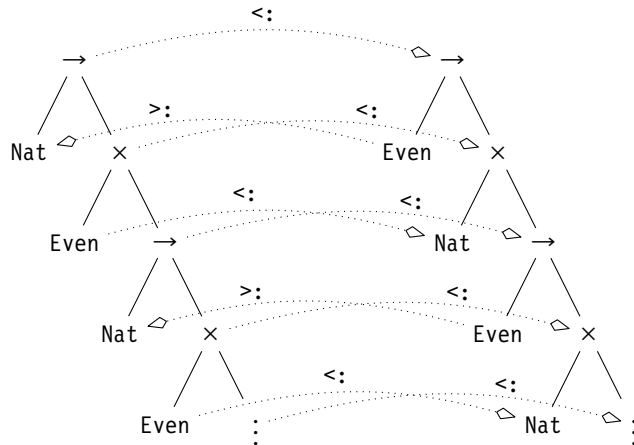 <:
→ →
>: <:
Nat × Even ×
<: <:
Even → Nat →
>: <:
Nat × Even ×
<: <:
Even : Nat :